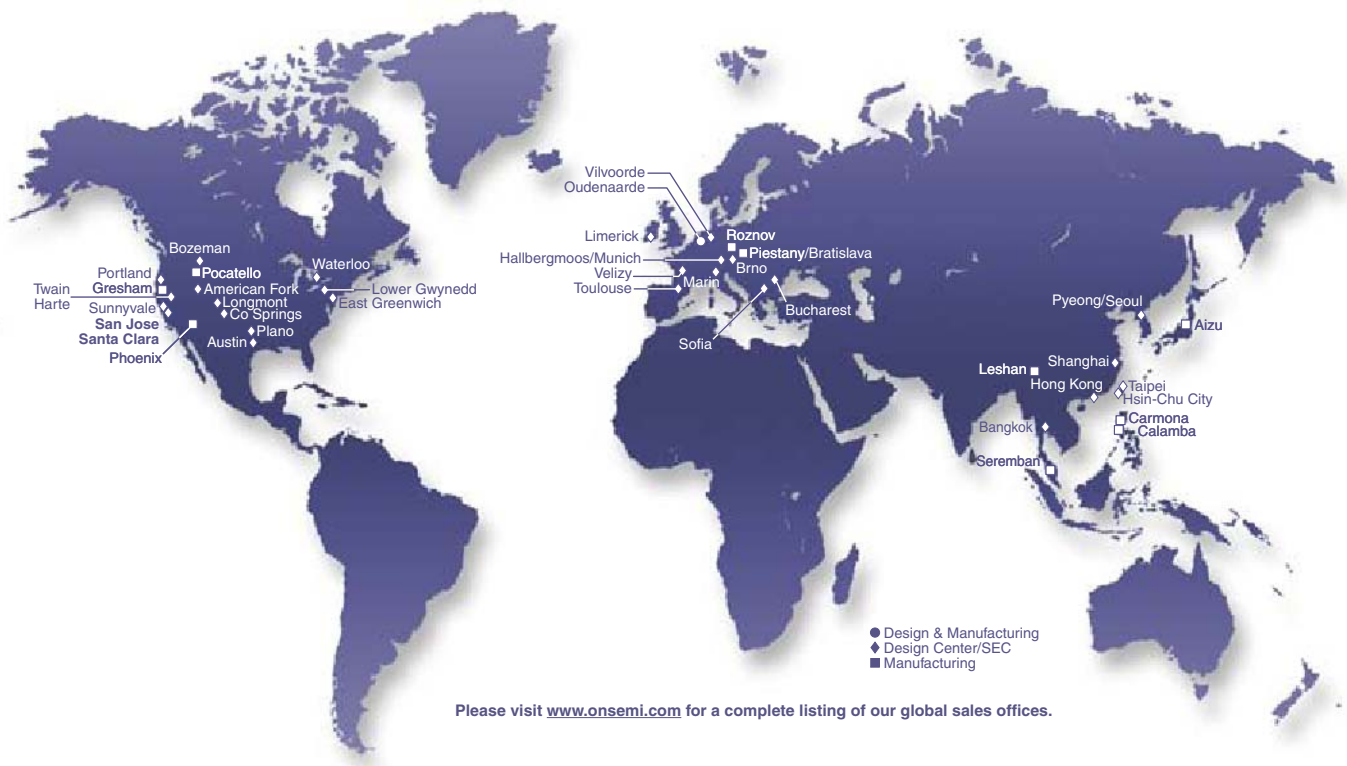 Bozeman
Portland
Pocatello
Gresham
Waterloo
Twain
Harte
American Fork
Lower Gwynedd
Longmont
East Greenwich
Sunnyvale
Co Springs
San Jose
Santa Clara
Plano
Phoenix
Austin
Vilvoorde
Oudenaarde
Limerick
Roznov
Hallbergmoos/Munich
Piestany/Bratislava
Velizy
Brno
Toulouse
Marin
Bucharest
Sofia
Pyeong/Seoul
Aizu
Shanghai
Leshan
Hong Kong
Taipei
Hsin-Chu City
Carmona
Bangkok
Calamba
Seremban
Design & Manufacturing
Design Center/SEC
Manufacturing
Please visit www.onsemi.com for a complete listing of our global sales offices.